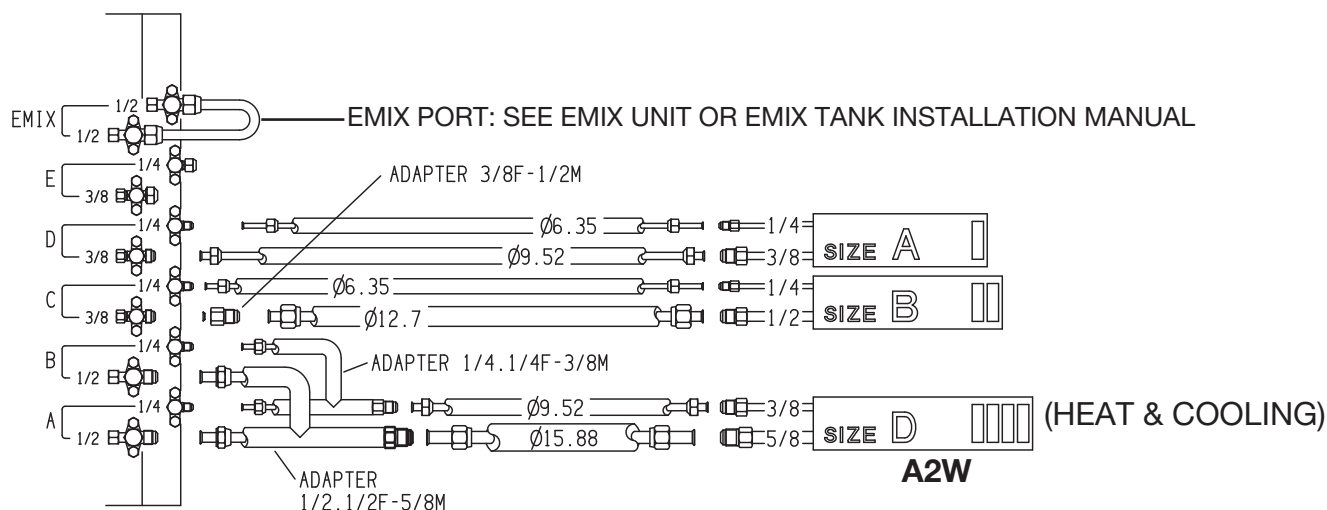 EMIX
1/2
1/2
EMIX PORT: SEE EMIX UNIT OR EMIX TANK INSTALLATION MANUAL
E
1/4
3/8
ADAPTER 3/8F-1/2M
D
1/4
3/8
Ø6.35
1/4
Ø9.52
3/8
SIZE A
C
1/4
3/8
Ø6.35
1/4
Ø12.7
1/2
SIZE B
B
1/4
1/2
ADAPTER 1/4.1/4F-3/8M
A
1/4
1/2
Ø9.52
3/8
Ø15.88
5/8
SIZE D
(HEAT & COOLING)
A2W
ADAPTER
1/2.1/2F-5/8M